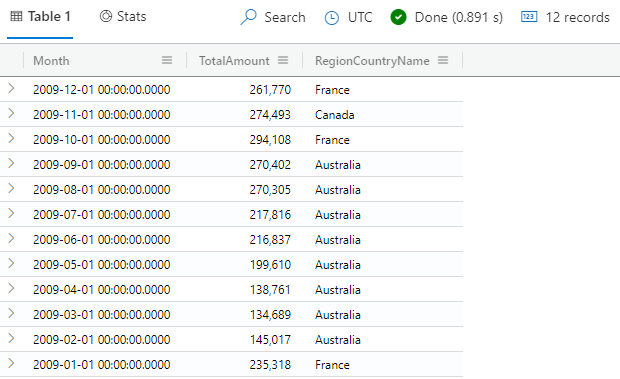 Table 1 Stats Search UTC Done (0.891 s) 123 12 records
Month TotalAmount RegionCountryName
2009-12-01 00:00:00.0000 261,770 France
2009-11-01 00:00:00.0000 274,493 Canada
2009-10-01 00:00:00.0000 294,108 France
2009-09-01 00:00:00.0000 270,402 Australia
2009-08-01 00:00:00.0000 270,305 Australia
2009-07-01 00:00:00.0000 217,816 Australia
2009-06-01 00:00:00.0000 216,837 Australia
2009-05-01 00:00:00.0000 199,610 Australia
2009-04-01 00:00:00.0000 138,761 Australia
2009-03-01 00:00:00.0000 134,689 Australia
2009-02-01 00:00:00.0000 145,017 Australia
2009-01-01 00:00:00.0000 235,318 France